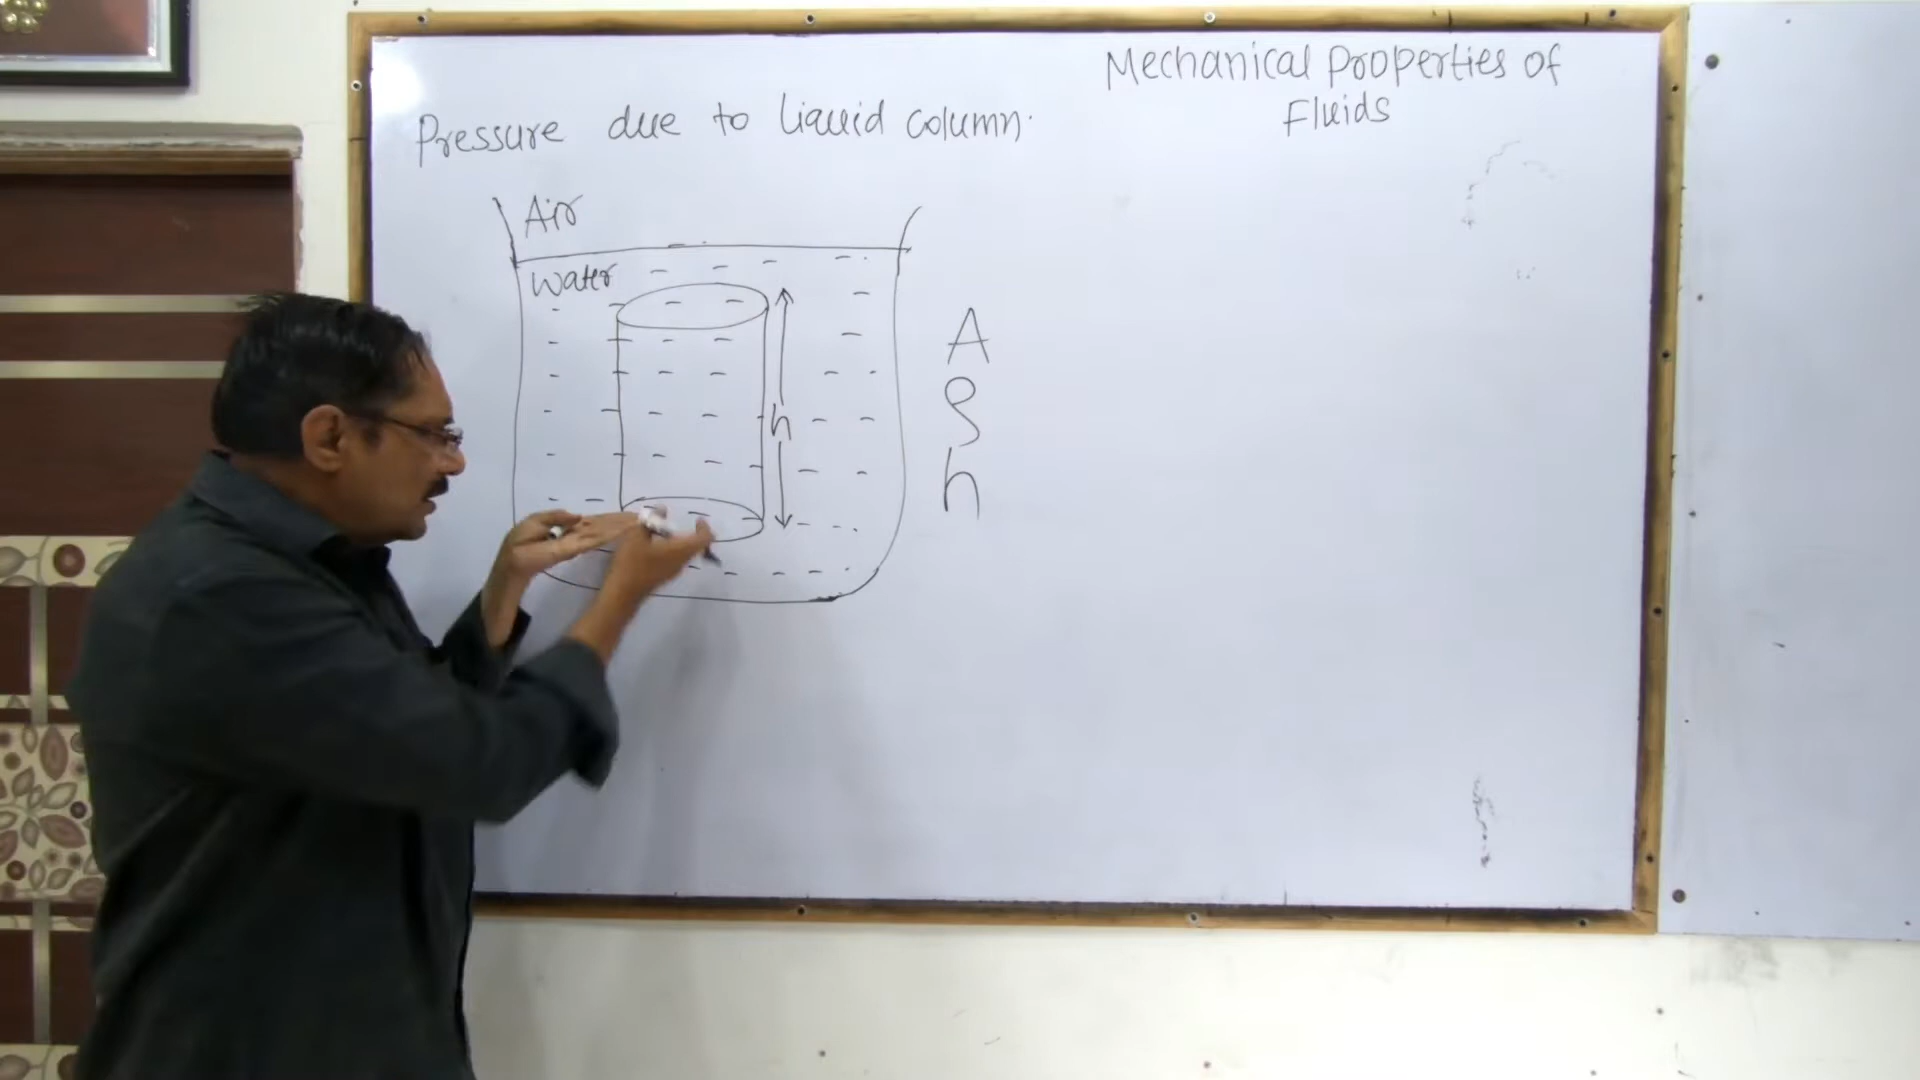 Mechanical Properties of
Fluids
Pressure due to liquid column.
Air
Water
h
A
ρ
h